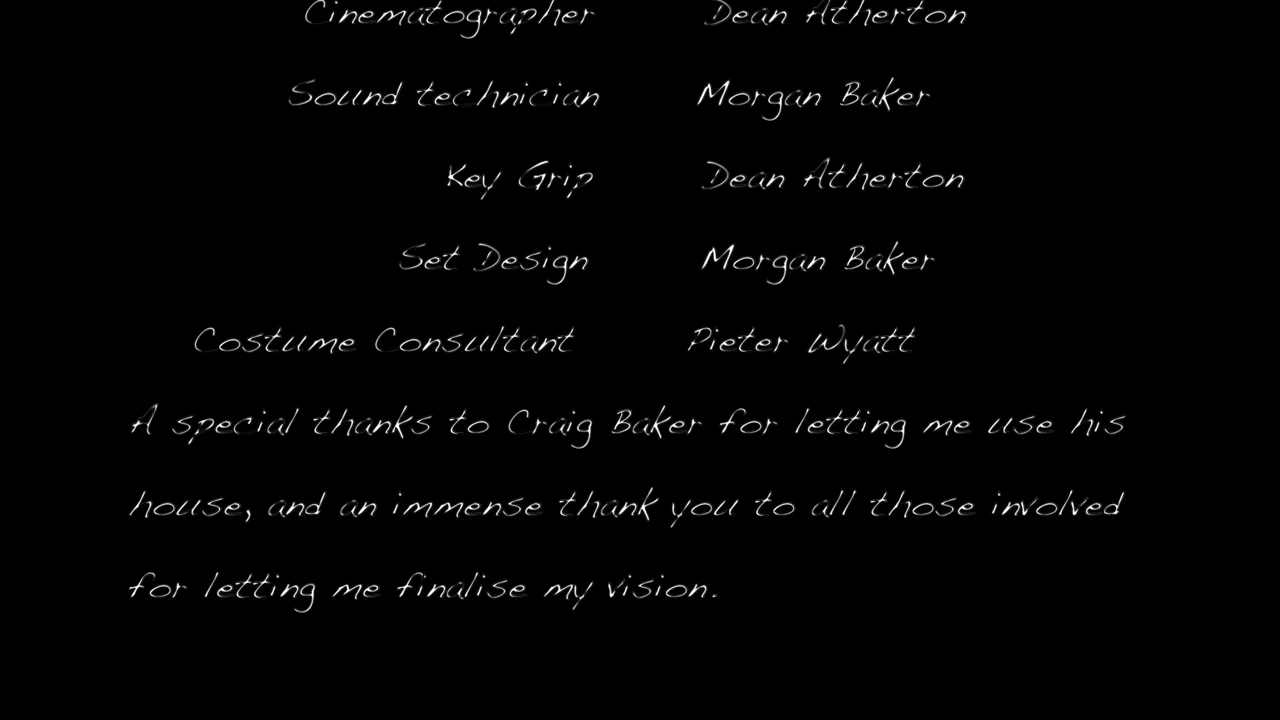 Cinematographer Dean Atherton
Sound technician Morgan Baker
Key Grip Dean Atherton
Set Design Morgan Baker
Costume Consultant Pieter Wyatt
A special thanks to Craig Baker for letting me use his
house, and an immense thank you to all those involved
for letting me finalise my vision.